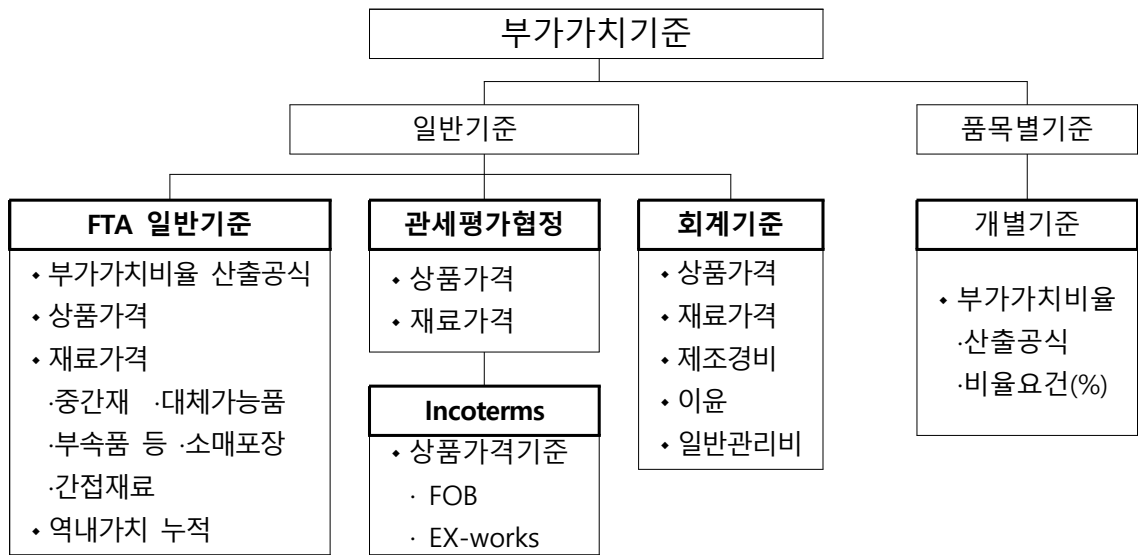 부가가치기준
일반기준
품목별기준
FTA 일반기준
⬩ 부가가치비율 산출공식
⬩ 상품가격
⬩ 재료가격
·중간재 ·대체가능품
·부속품 등 ·소매포장
·간접재료
⬩ 역내가치 누적
관세평가협정
⬩ 상품가격
⬩ 재료가격
Incoterms
⬩ 상품가격기준
· FOB
· EX-works
회계기준
⬩ 상품가격
⬩ 재료가격
⬩ 제조경비
⬩ 이윤
⬩ 일반관리비
개별기준
⬩ 부가가치비율
·산출공식
·비율요건(%)